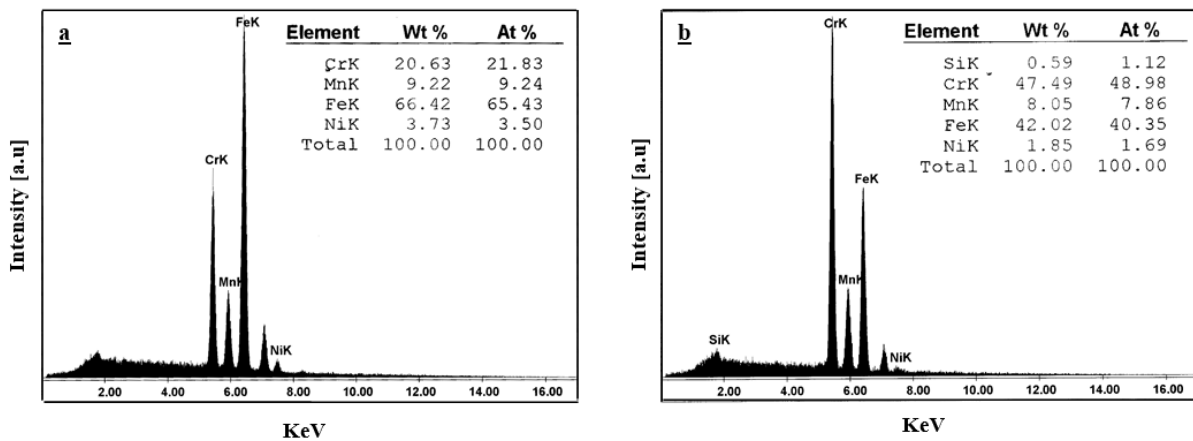 a
FeK
Element Wt % At %
CrK 20.63 21.83
MnK 9.22 9.24
FeK 66.42 65.43
NiK 3.73 3.50
Total 100.00 100.00
CrK
MnK
NiK
Intensity [a.u]
2.00 4.00 6.00 8.00 10.00 12.00 14.00 16.00
KeV
b
CrK
Element Wt % At %
SiK 0.59 1.12
CrK 47.49 48.98
MnK 8.05 7.86
FeK 42.02 40.35
NiK 1.85 1.69
Total 100.00 100.00
FeK
MnK
SiK
NiK
Intensity [a.u]
2.00 4.00 6.00 8.00 10.00 12.00 14.00 16.00
KeV